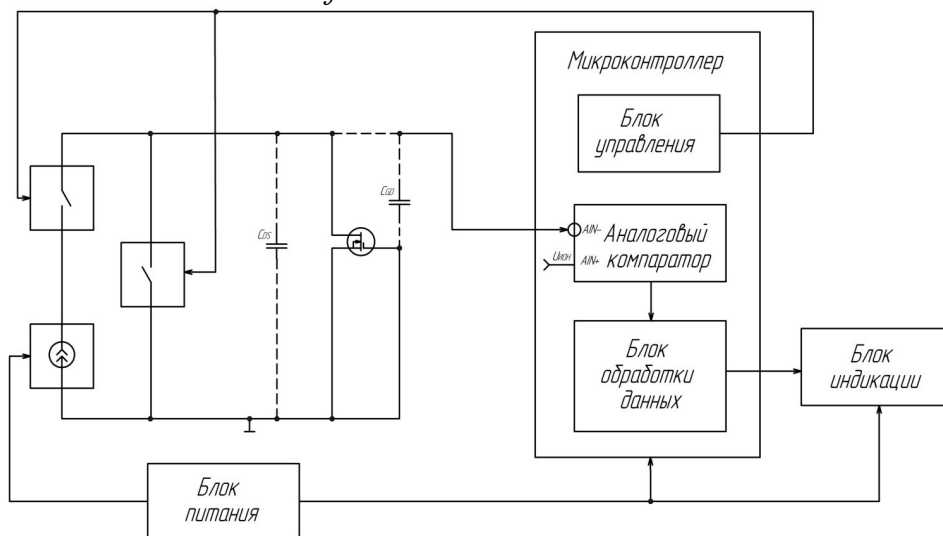 Микроконтроллер
Блок
управления
CGD
CDS
AIN-
Аналоговый
компаратор
UИОН
AIN+
Блок
обработки
данных
Блок
индикации
Блок
питания